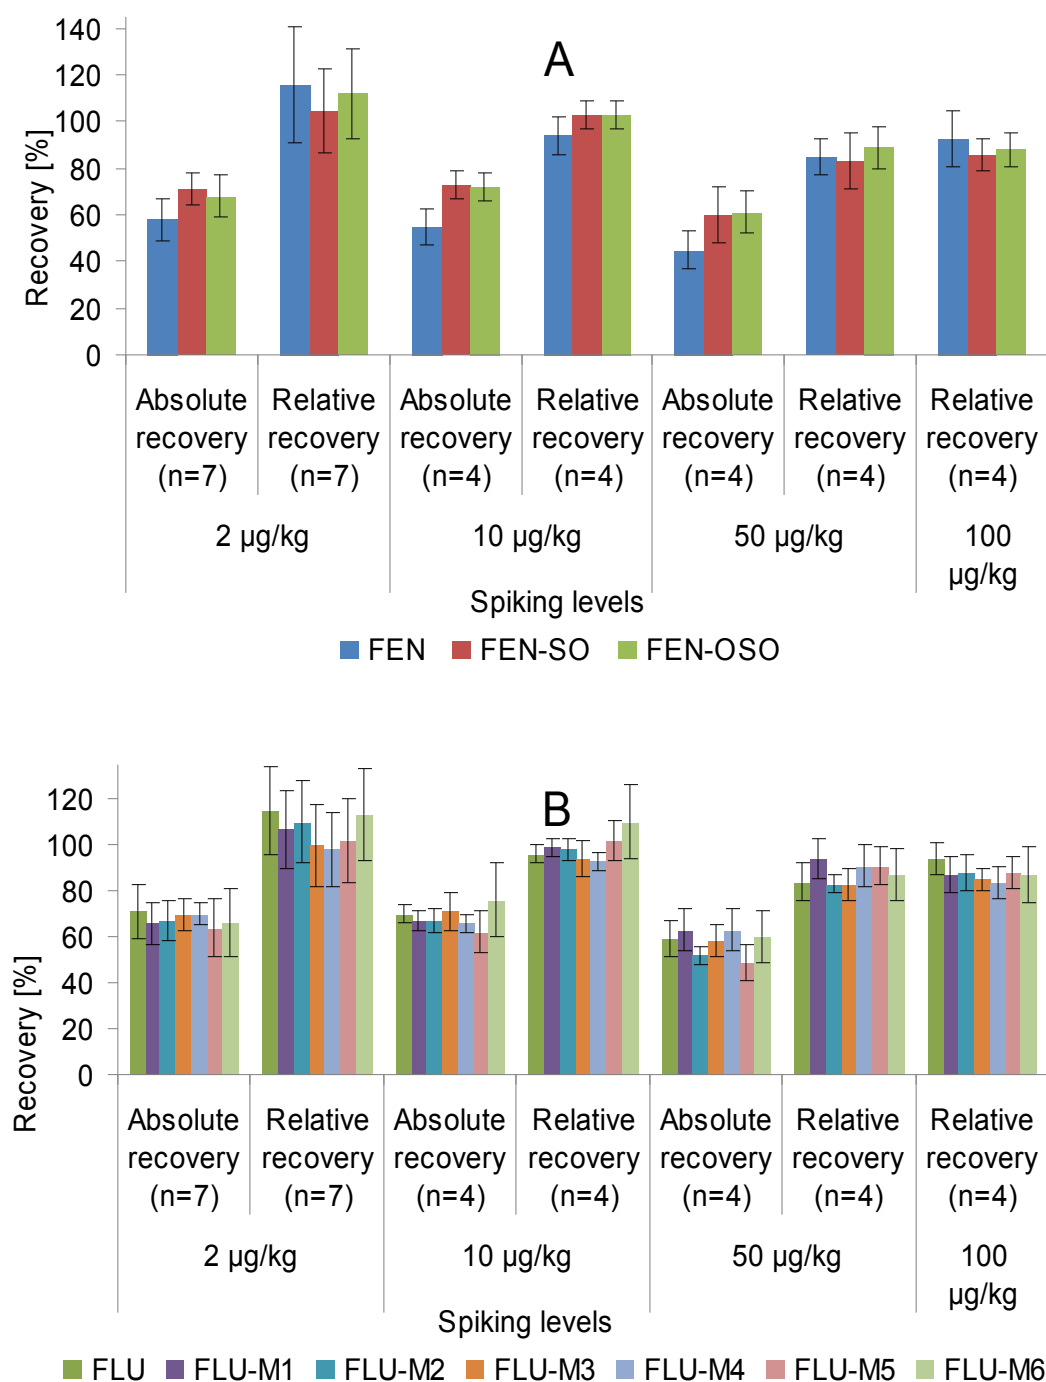 A
Recovery [%]
140
120
100
80
60
40
20
0
Absolute Relative Absolute Relative Absolute Relative Relative
recovery recovery recovery recovery recovery recovery recovery
(n=7) (n=7) (n=4) (n=4) (n=4) (n=4) (n=4)
2 µg/kg 10 µg/kg 50 µg/kg 100
µg/kg
Spiking levels
FEN FEN-SO FEN-OSO
B
Recovery [%]
120
100
80
60
40
20
0
Absolute Relative Absolute Relative Absolute Relative Relative
recovery recovery recovery recovery recovery recovery recovery
(n=7) (n=7) (n=4) (n=4) (n=4) (n=4) (n=4)
2 µg/kg 10 µg/kg 50 µg/kg 100
µg/kg
Spiking levels
FLU FLU-M1 FLU-M2 FLU-M3 FLU-M4 FLU-M5 FLU-M6